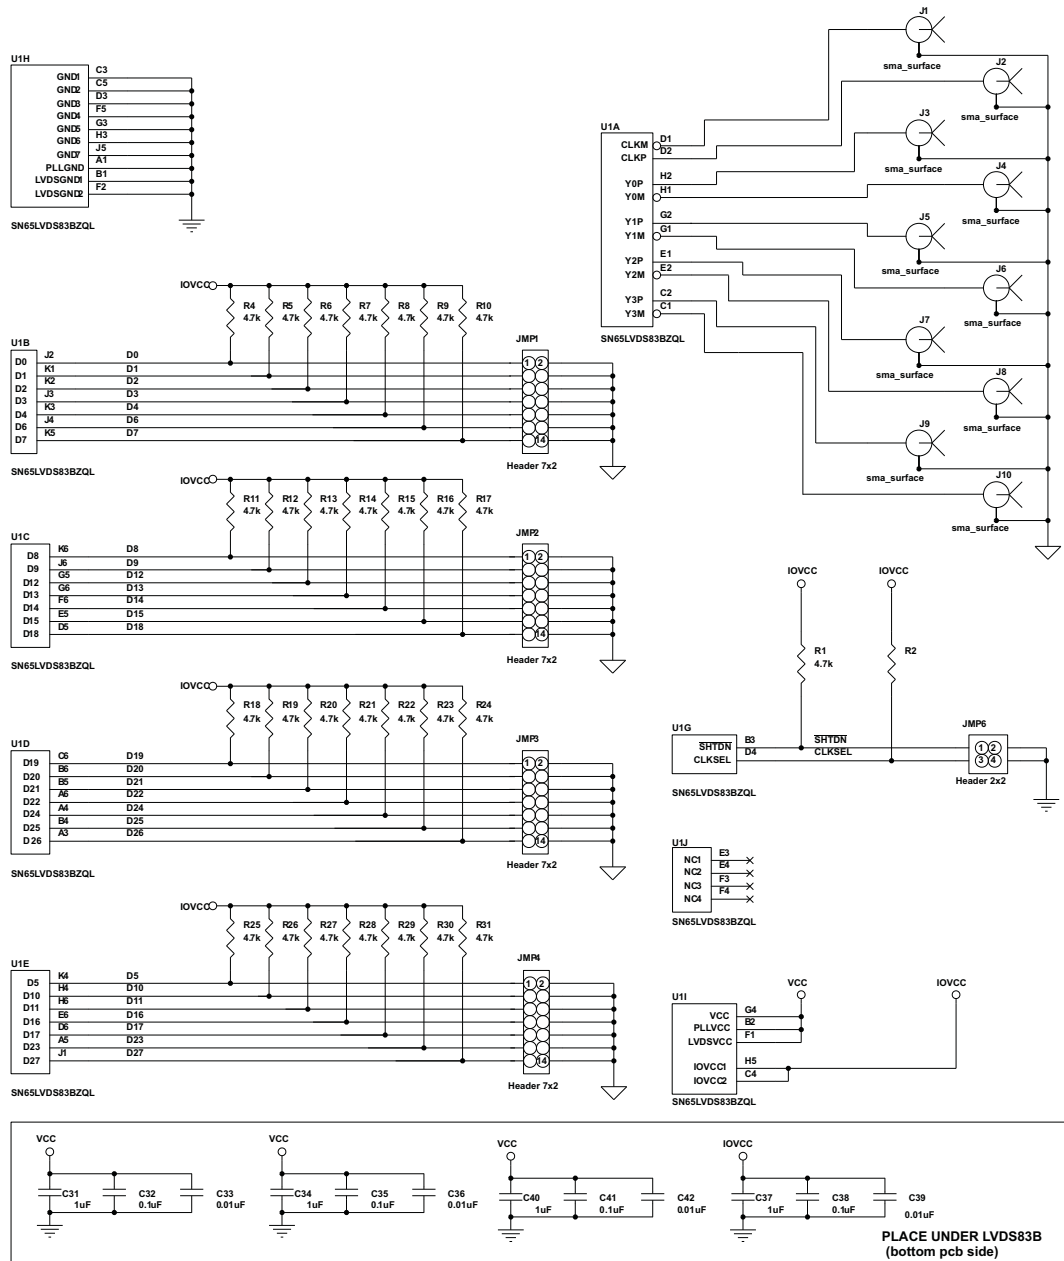 U1H
GND1 C3
GND2 C5
GND3 D3
GND4 F5
GND5 G3
GND6 H3
GND7 J5
PLLGND A1
LVDSGND1 B1
LVDSGND2 F2
SN65LVDS83BZQL
U1A
CLKM D1
CLKP D2
Y0P H2
Y0M H1
Y1P G2
Y1M G1
Y2P E1
Y2M E2
Y3P C2
Y3M C1
SN65LVDS83BZQL
J1
sma_surface
J2
sma_surface
J3
sma_surface
J4
sma_surface
J5
sma_surface
J6
sma_surface
J7
sma_surface
J8
sma_surface
J9
sma_surface
J10
sma_surface
IOVCC
R4 R5 R6 R7 R8 R9 R10
4.7k 4.7k 4.7k 4.7k 4.7k 4.7k 4.7k
U1B
JMP1
D0 J2 D0 1 2
D1 K1 D1
D2 K2 D2
D3 J3 D3
D4 K3 D4
D6 J4 D6
D7 K5 D7 14
SN65LVDS83BZQL
Header 7x2
IOVCC
R11 R12 R13 R14 R15 R16 R17
4.7k 4.7k 4.7k 4.7k 4.7k 4.7k 4.7k
U1C
JMP2
D8 K6 D8 1 2
D9 J6 D9
D12 G5 D12
D13 G6 D13
D14 F6 D14
D15 E5 D15
D18 D5 D18 14
SN65LVDS83BZQL
Header 7x2
IOVCC
R18 R19 R20 R21 R22 R23 R24
4.7k 4.7k 4.7k 4.7k 4.7k 4.7k 4.7k
U1D
JMP3
D19 C6 D19 1 2
D20 B6 D20
D21 B5 D21
D22 A6 D22
D24 A4 D24
D25 B4 D25
D26 A3 D26 14
SN65LVDS83BZQL
Header 7x2
IOVCC
R25 R26 R27 R28 R29 R30 R31
4.7k 4.7k 4.7k 4.7k 4.7k 4.7k 4.7k
U1E
JMP4
D5 K4 D5 1 2
D10 H4 D10
D11 H6 D11
D16 E6 D16
D17 D6 D17
D23 A5 D23
D27 J1 D27 14
SN65LVDS83BZQL
Header 7x2
IOVCC IOVCC
R1 R2
4.7k
U1G
JMP6
SHTDN B3 SHTDN 1 2
CLKSEL D4 CLKSEL 3 4
SN65LVDS83BZQL
Header 2x2
U1J
NC1 E3
NC2 E4
NC3 F3
NC4 F4
SN65LVDS83BZQL
VCC IOVCC
U1I
VCC G4
PLLVCC B2
LVDSVCC F1
IOVCC1 H5
IOVCC2 C4
SN65LVDS83BZQL
VCC VCC VCC IOVCC
C31 C32 C33 C34 C35 C36 C40 C41 C42 C37 C38 C39
1uF 0.1uF 0.01uF 1uF 0.1uF 0.01uF 1uF 0.1uF 0.01uF 1uF 0.1uF 0.01uF
PLACE UNDER LVDS83B
(bottom pcb side)